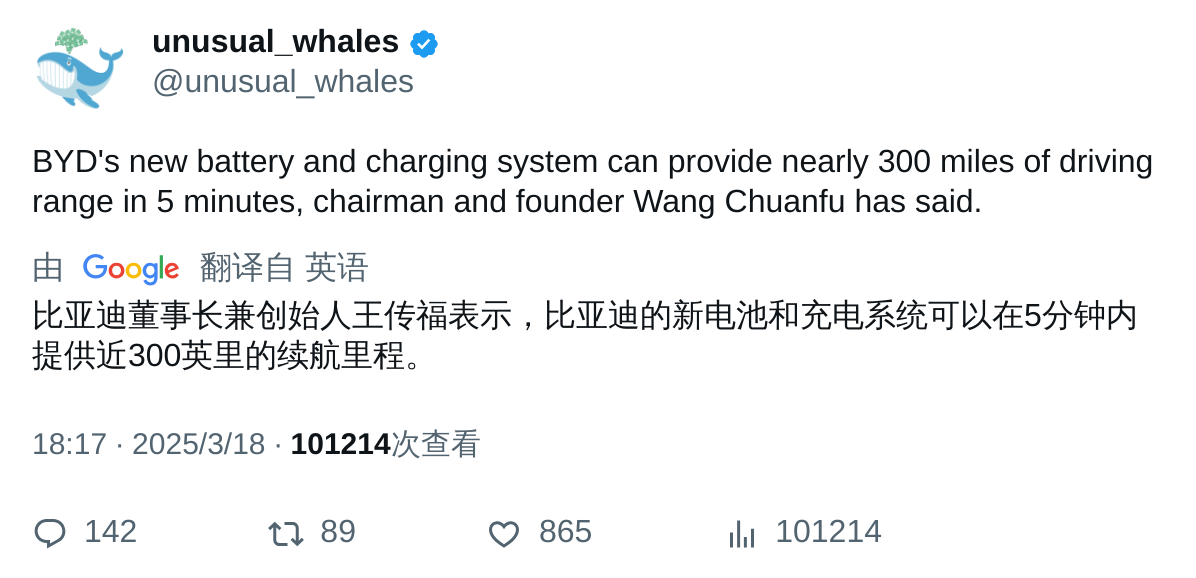 unusual_whales
@unusual_whales
BYD's new battery and charging system can provide nearly 300 miles of driving
range in 5 minutes, chairman and founder Wang Chuanfu has said.
由 Google 翻译自 英语
比亚迪董事长兼创始人王传福表示，比亚迪的新电池和充电系统可以在5分钟内
提供近300英里的续航里程。
18:17 · 2025/3/18 · 101214次查看
142 89 865 101214